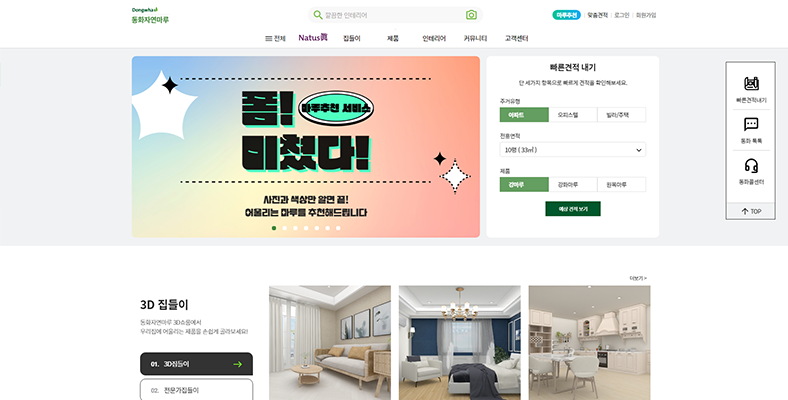 Dongwha
동화자연마루
깔끔한 인테리어
마루추천
맞춤견적
로그인
회원가입
전체
Natus眞
집들이
제품
인테리어
커뮤니티
고객센터
폼!
마루추천 서비스
미쳤다!
사진과 색상만 알면 끝!
어울리는 마루를 추천해드립니다
빠른견적 내기
단 세가지 항목으로 빠르게 견적을 확인해보세요.
주거유형
아파트
오피스텔
빌라/주택
전용면적
10평 ( 33㎡ )
제품
강마루
강화마루
원목마루
예상 견적 보기
빠른견적내기
동화 톡톡
동화콜센터
TOP
더보기 >
3D 집들이
동화자연마루 3D쇼룸에서
우리집에 어울리는 제품을 손쉽게 골라보세요!
01. 3D집들이
02. 전문가집들이